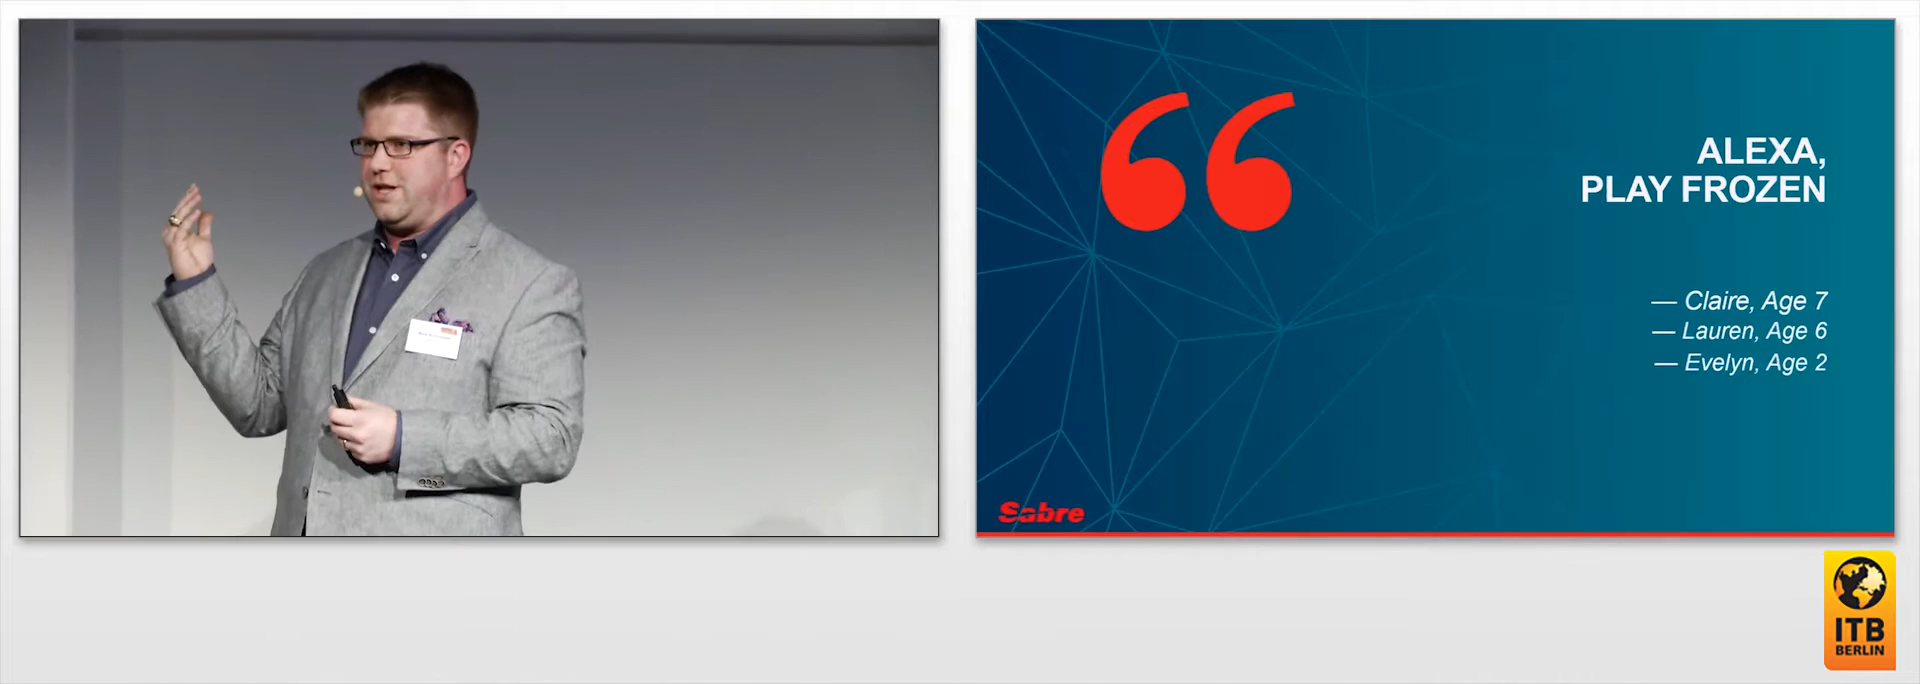 ALEXA,
PLAY FROZEN
— Claire, Age 7
— Lauren, Age 6
— Evelyn, Age 2
Sabre
ITB
BERLIN